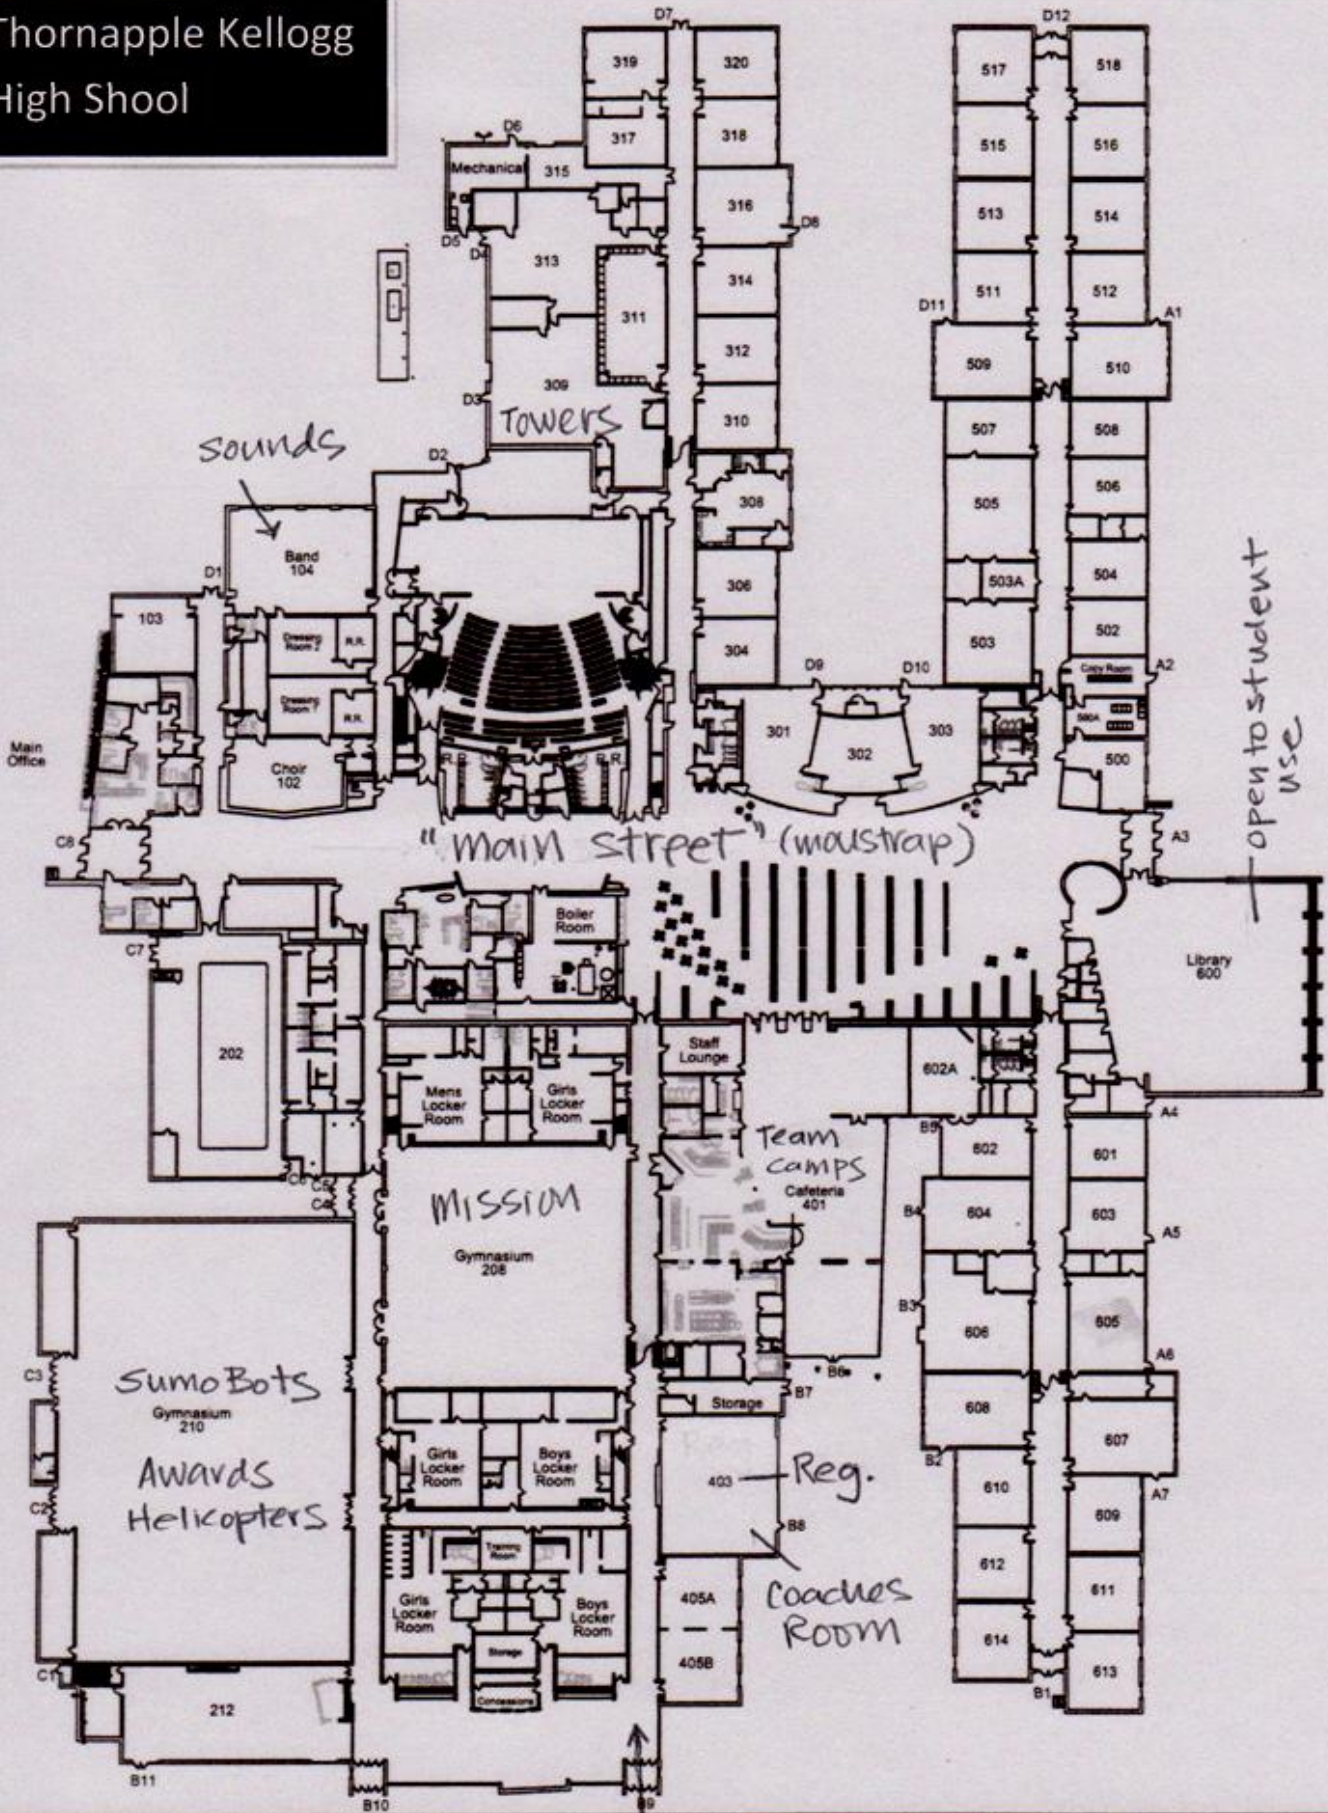 Thornapple Kellogg
High Shool
D7
D12
319
320
517
518
D6
317
318
515
516
Mechanical
315
316
D8
513
514
D5
D4
313
314
511
512
311
D11
A1
312
509
510
309
D3
Towers
310
507
508
sounds
D2
308
505
506
Band
104
D1
306
503A
504
103
Dressing
Room 2
R.R.
304
503
502
Copy Room
A2
D9
D10
Dressing
Room 1
R.R.
500A
301
302
303
Main
Office
Choir
102
R.R.
R.R.
500
open to student
use
C8
"main street" (moustrap)
A3
Boiler
Room
C7
Library
600
202
Staff
Lounge
602A
Mens
Locker
Room
Girls
Locker
Room
A4
B5
Team
camps
602
601
C6
C5
C4
Mission
Cafeteria
401
B4
604
603
A5
Gymnasium
208
C3
B3
606
605
SumoBots
Gymnasium
210
B6
A6
B7
Storage
608
607
Awards
Helicopters
Girls
Locker
Room
Boys
Locker
Room
403
Reg.
B2
610
A7
C2
B8
609
Training
Room
612
611
Girls
Locker
Room
Boys
Locker
Room
405A
Coaches
Room
Storage
405B
614
613
C1
Concessions
B1
212
B11
B10
B9